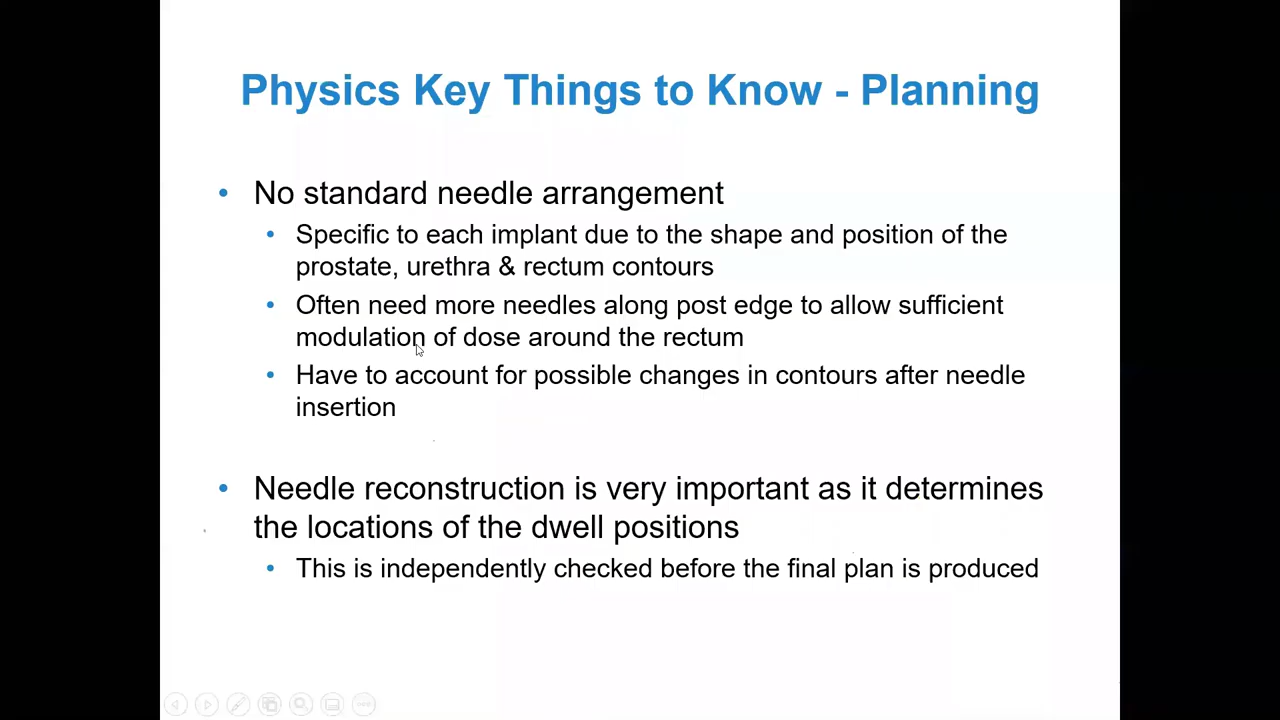 Physics Key Things to Know - Planning
• No standard needle arrangement
• Specific to each implant due to the shape and position of the
prostate, urethra & rectum contours
• Often need more needles along post edge to allow sufficient
modulation of dose around the rectum
• Have to account for possible changes in contours after needle
insertion
• Needle reconstruction is very important as it determines
the locations of the dwell positions
• This is independently checked before the final plan is produced